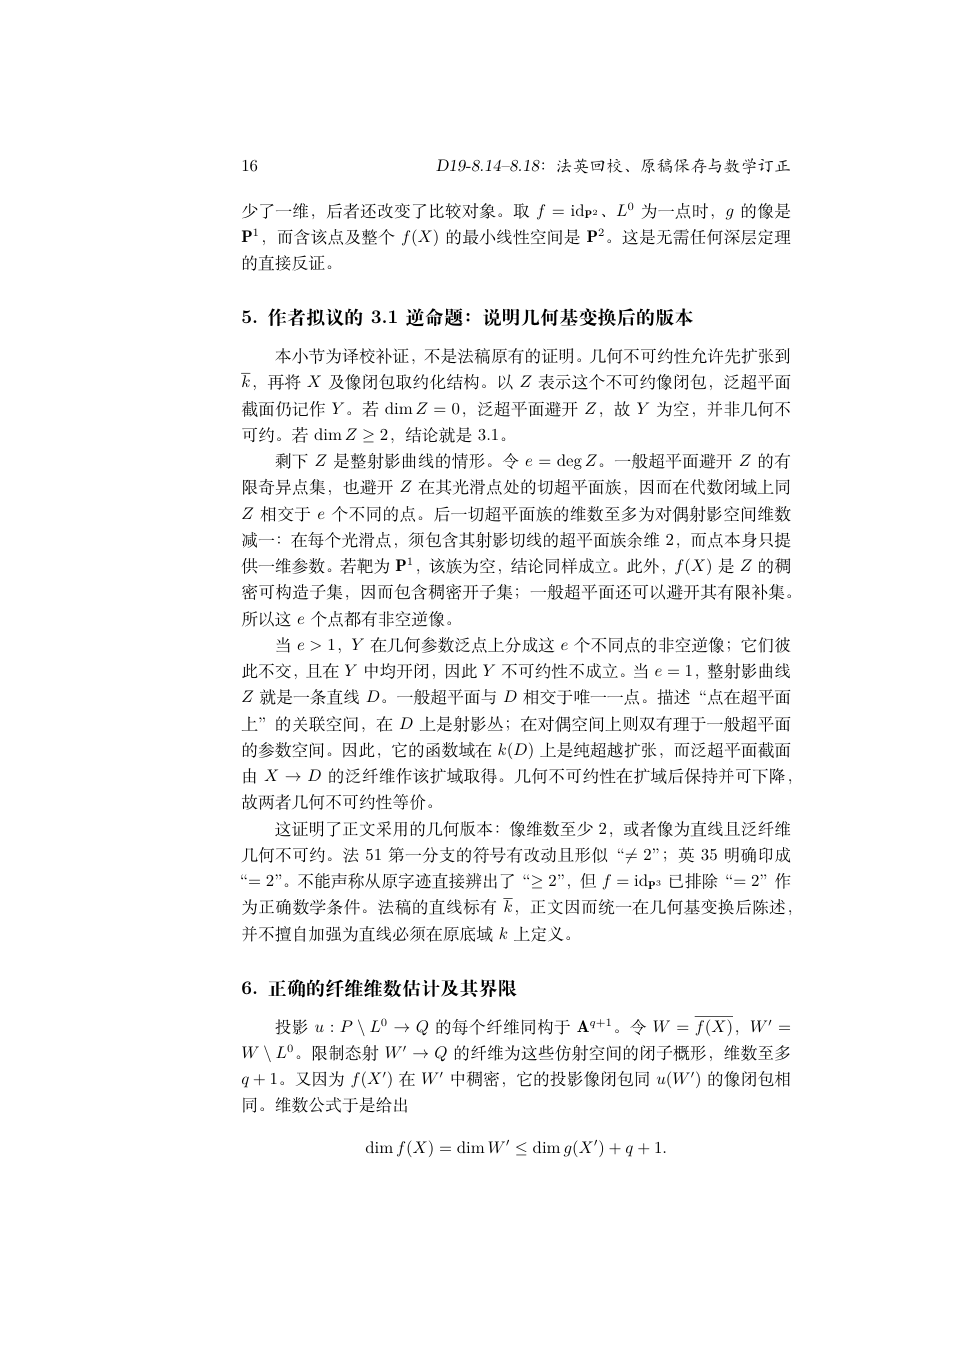 16 D19-8.14–8.18：法英回校、原稿保存与数学订正
少了一维，后者还改变了比较对象。取 f = id_{P²}、L⁰ 为一点时，g 的像是
P¹，而含该点及整个 f(X) 的最小线性空间是 P²。这是无需任何深层定理
的直接反证。
5. 作者拟议的 3.1 逆命题：说明几何基变换后的版本
本小节为译校补证，不是法稿原有的证明。几何不可约性允许先扩张到
k̅，再将 X 及像闭包取约化结构。以 Z 表示这个不可约像闭包，泛超平面
截面仍记作 Y。若 dim Z = 0，泛超平面避开 Z，故 Y 为空，并非几何不
可约。若 dim Z ≥ 2，结论就是 3.1。
剩下 Z 是整射影曲线的情形。令 e = deg Z。一般超平面避开 Z 的有
限奇异点集，也避开 Z 在其光滑点处的切超平面族，因而在代数闭域上同
Z 相交于 e 个不同的点。后一切超平面族的维数至多为对偶射影空间维数
减一：在每个光滑点，须包含其射影切线的超平面族余维 2，而点本身只提
供一维参数。若靶为 P¹，该族为空，结论同样成立。此外，f(X) 是 Z 的稠
密可构造子集，因而包含稠密开子集；一般超平面还可以避开其有限补集。
所以这 e 个点都有非空逆像。
当 e > 1，Y 在几何参数泛点上分成这 e 个不同点的非空逆像；它们彼
此不交，且在 Y 中均开闭，因此 Y 不可约性不成立。当 e = 1，整射影曲线
Z 就是一条直线 D。一般超平面与 D 相交于唯一一点。描述 “点在超平面
上” 的关联空间，在 D 上是射影丛；在对偶空间上则双有理于一般超平面
的参数空间。因此，它的函数域在 k(D) 上是纯超越扩张，而泛超平面截面
由 X → D 的泛纤维作该扩域取得。几何不可约性在扩域后保持并可下降，
故两者几何不可约性等价。
这证明了正文采用的几何版本：像维数至少 2，或者像为直线且泛纤维
几何不可约。法 51 第一分支的符号有改动且形似 “≠ 2”；英 35 明确印成
“= 2”。不能声称从原字迹直接辨出了 “≥ 2”，但 f = id_{P³} 已排除 “= 2” 作
为正确数学条件。法稿的直线标有 k̅，正文因而统一在几何基变换后陈述，
并不擅自加强为直线必须在原底域 k 上定义。
6. 正确的纤维维数估计及其界限
投影 u : P \ L⁰ → Q 的每个纤维同构于 A^{q+1}。令 W = \overline{f(X)}，W′ =
W \ L⁰。限制态射 W′ → Q 的纤维为这些仿射空间的闭子概形，维数至多
q + 1。又因为 f(X′) 在 W′ 中稠密，它的投影像闭包同 u(W′) 的像闭包相
同。维数公式于是给出
dim f(X) = dim W′ ≤ dim g(X′) + q + 1.